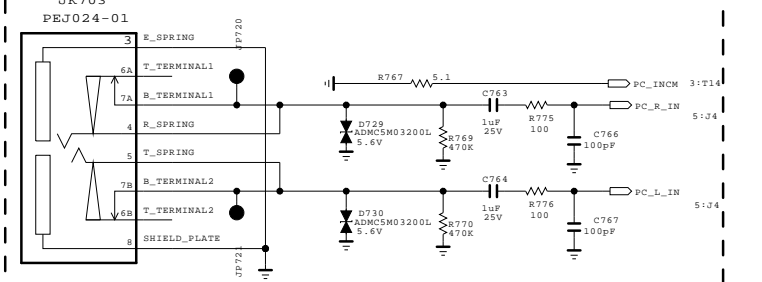 JK703
PEJ024-01
3 E_SPRING
6A T_TERMINAL1
7A B_TERMINAL1
4 R_SPRING
5 T_SPRING
7B B_TERMINAL2
6B T_TERMINAL2
8 SHIELD_PLATE
JP720
JP721
R767 5.1
PC_INCM 3:T14
D729
ADMC5M03200L
5.6V
R769
470K
C763
1uF
25V
R775
100
C766
100pF
PC_R_IN
5:J4
D730
ADMC5M03200L
5.6V
R770
470K
C764
1uF
25V
R776
100
C767
100pF
PC_L_IN
5:J4